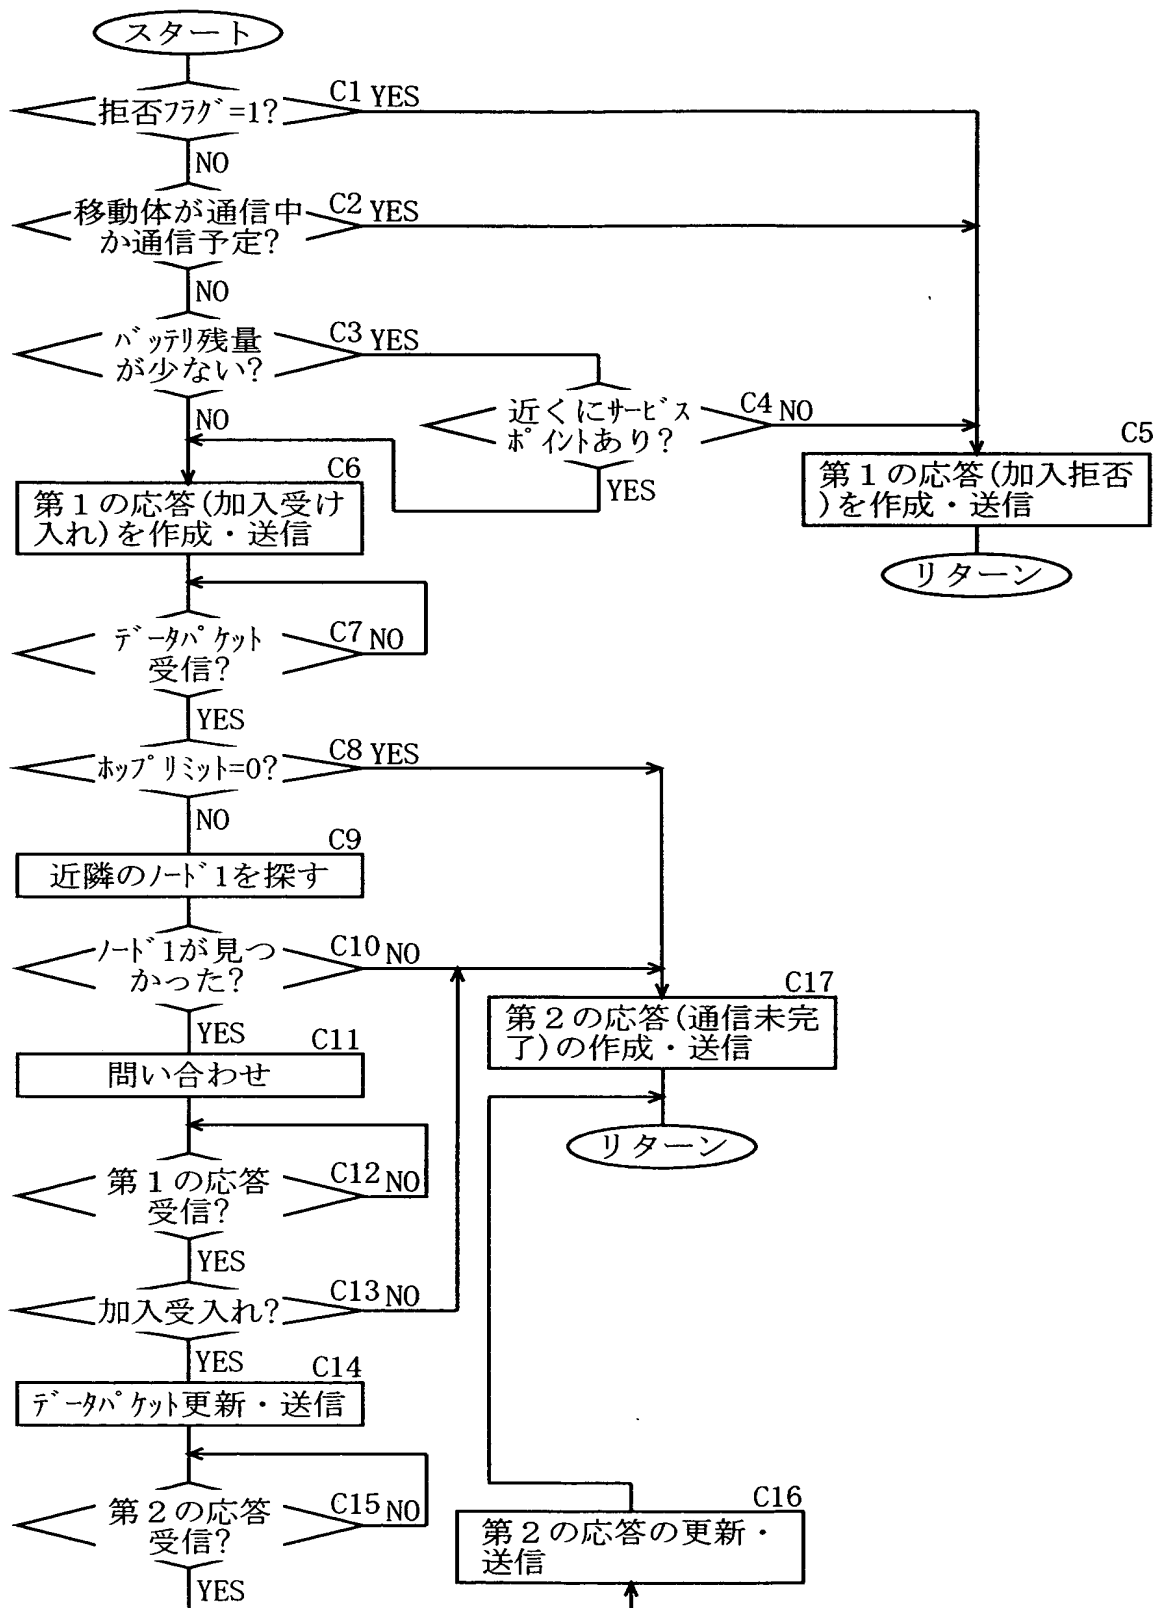 スタート
拒否フラグ=1?
C1 YES
NO
移動体が通信中
か通信予定?
C2 YES
NO
バッテリ残量
が少ない?
C3 YES
NO
近くにサービス
ポイントあり?
C4 NO
YES
C5
第1の応答(加入拒否
)を作成・送信
リターン
C6
第1の応答(加入受け
入れ)を作成・送信
データパケット
受信?
C7 NO
YES
ホップリミット=0?
C8 YES
NO
C9
近隣のノード1を探す
ノード1が見つ
かった?
C10 NO
YES
C17
第2の応答(通信未完
了)の作成・送信
リターン
C11
問い合わせ
第1の応答
受信?
C12 NO
YES
加入受入れ?
C13 NO
YES
C14
データパケット更新・送信
第2の応答
受信?
C15 NO
YES
C16
第2の応答の更新・
送信